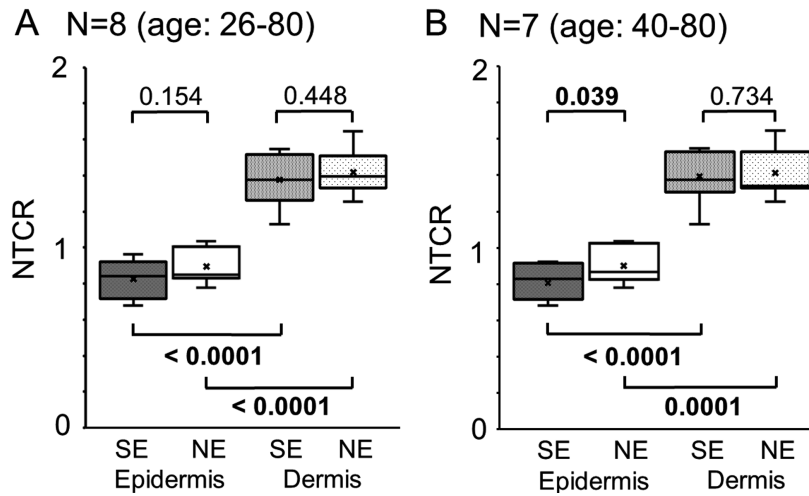 A N=8 (age: 26-80)
2
0.154
0.448
NTCR
1
< 0.0001
< 0.0001
0
SE NE SE NE
Epidermis Dermis
B N=7 (age: 40-80)
2
0.039
0.734
NTCR
1
< 0.0001
0.0001
0
SE NE SE NE
Epidermis Dermis